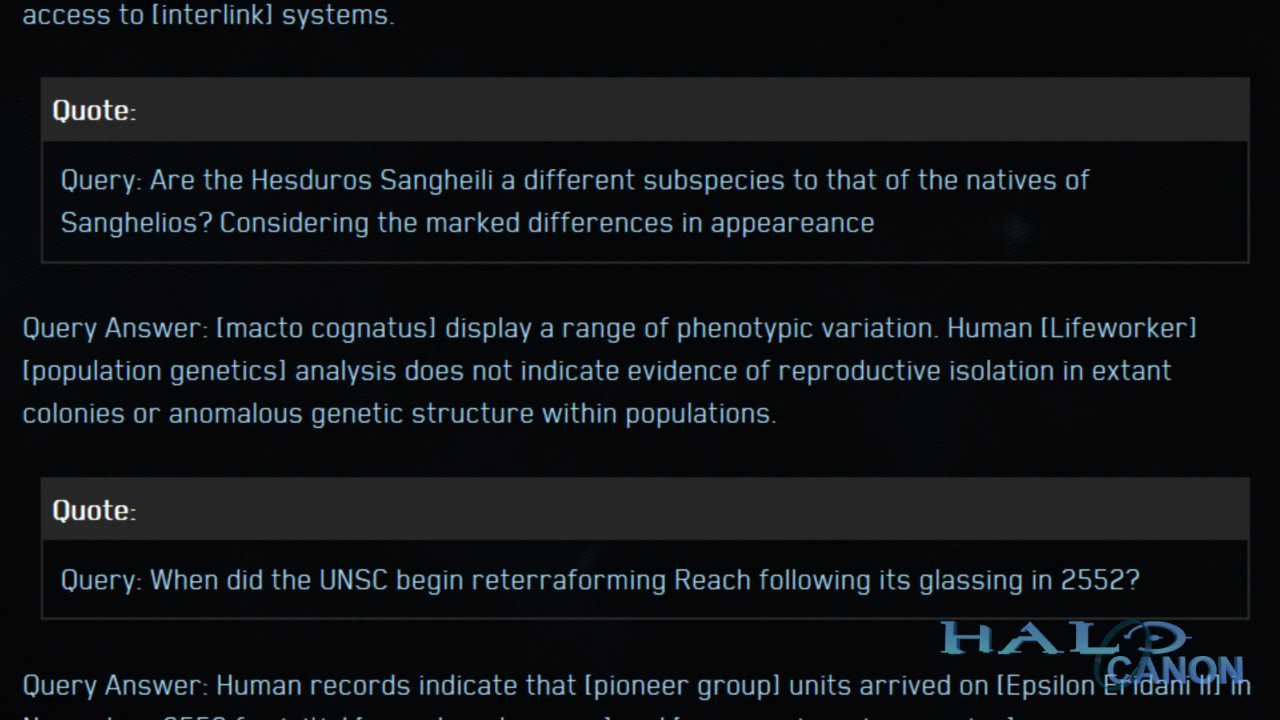 access to [interlink] systems.
Quote:
Query: Are the Hesduros Sangheili a different subspecies to that of the natives of
Sanghelios? Considering the marked differences in appeareance
Query Answer: [macto cognatus] display a range of phenotypic variation. Human [Lifeworker]
[population genetics] analysis does not indicate evidence of reproductive isolation in extant
colonies or anomalous genetic structure within populations.
Quote:
Query: When did the UNSC begin reterraforming Reach following its glassing in 2552?
HALO
CANON
Query Answer: Human records indicate that [pioneer group] units arrived on [Epsilon Eridani II] in